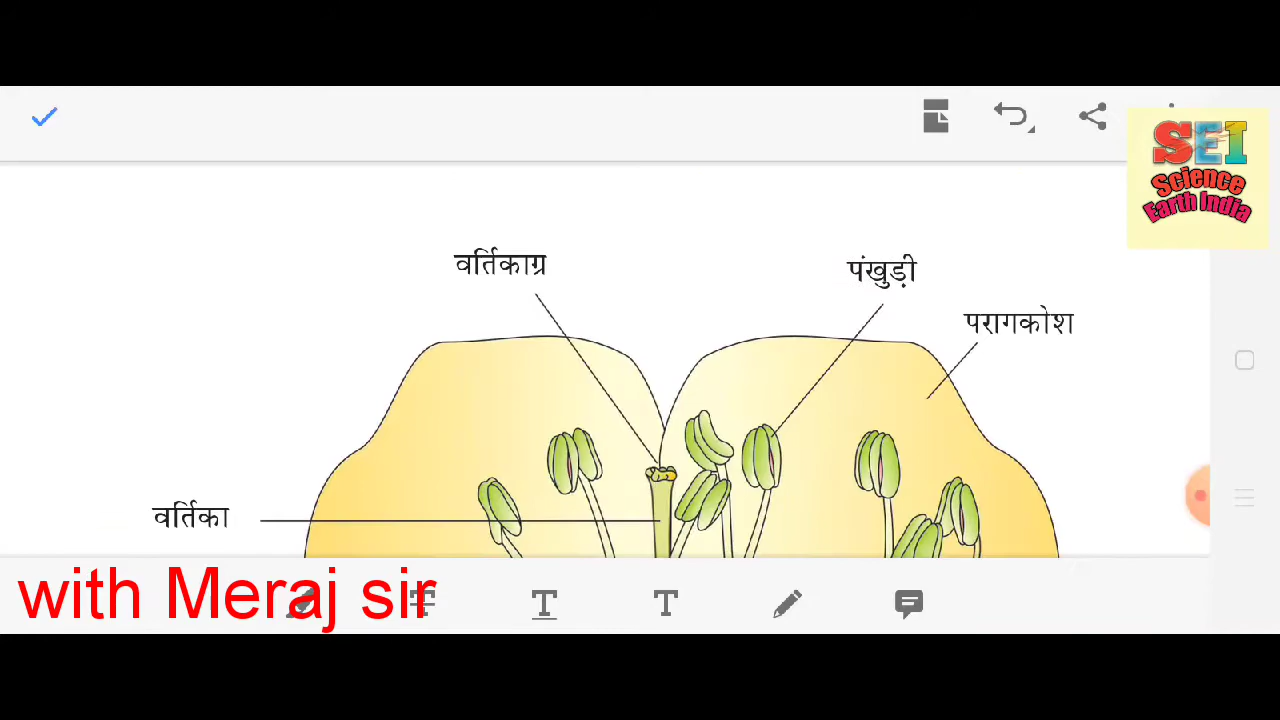 SEI
Science
Earth India
वर्तिकाग्र
पंखुड़ी
परागकोश
वर्तिका
with Meraj sir